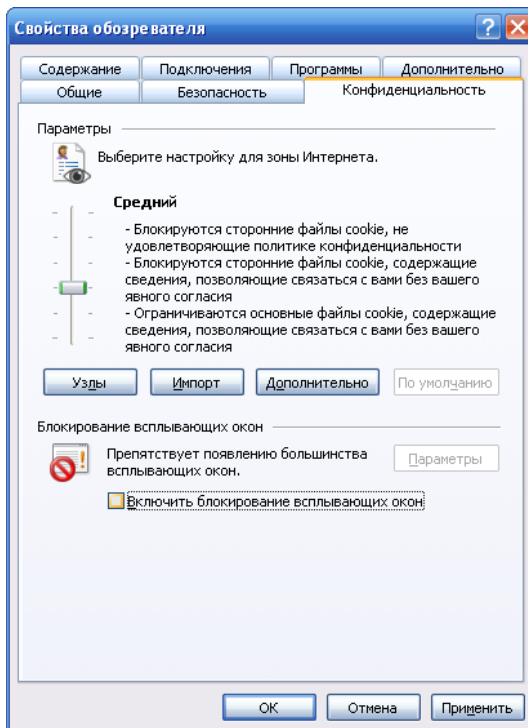 Свойства обозревателя
Содержание Подключения Программы Дополнительно
Общие Безопасность Конфиденциальность
Параметры
Выберите настройку для зоны Интернета.
Средний
- Блокируются сторонние файлы cookie, не
удовлетворяющие политике конфиденциальности
- Блокируются сторонние файлы cookie, содержащие
сведения, позволяющие связаться с вами без вашего
явного согласия
- Ограничиваются основные файлы cookie, содержащие
сведения, позволяющие связаться с вами без вашего
явного согласия
Узлы Импорт Дополнительно По умолчанию
Блокирование всплывающих окон
Препятствует появлению большинства
всплывающих окон.
Параметры
Включить блокирование всплывающих окон
ОК Отмена Применить